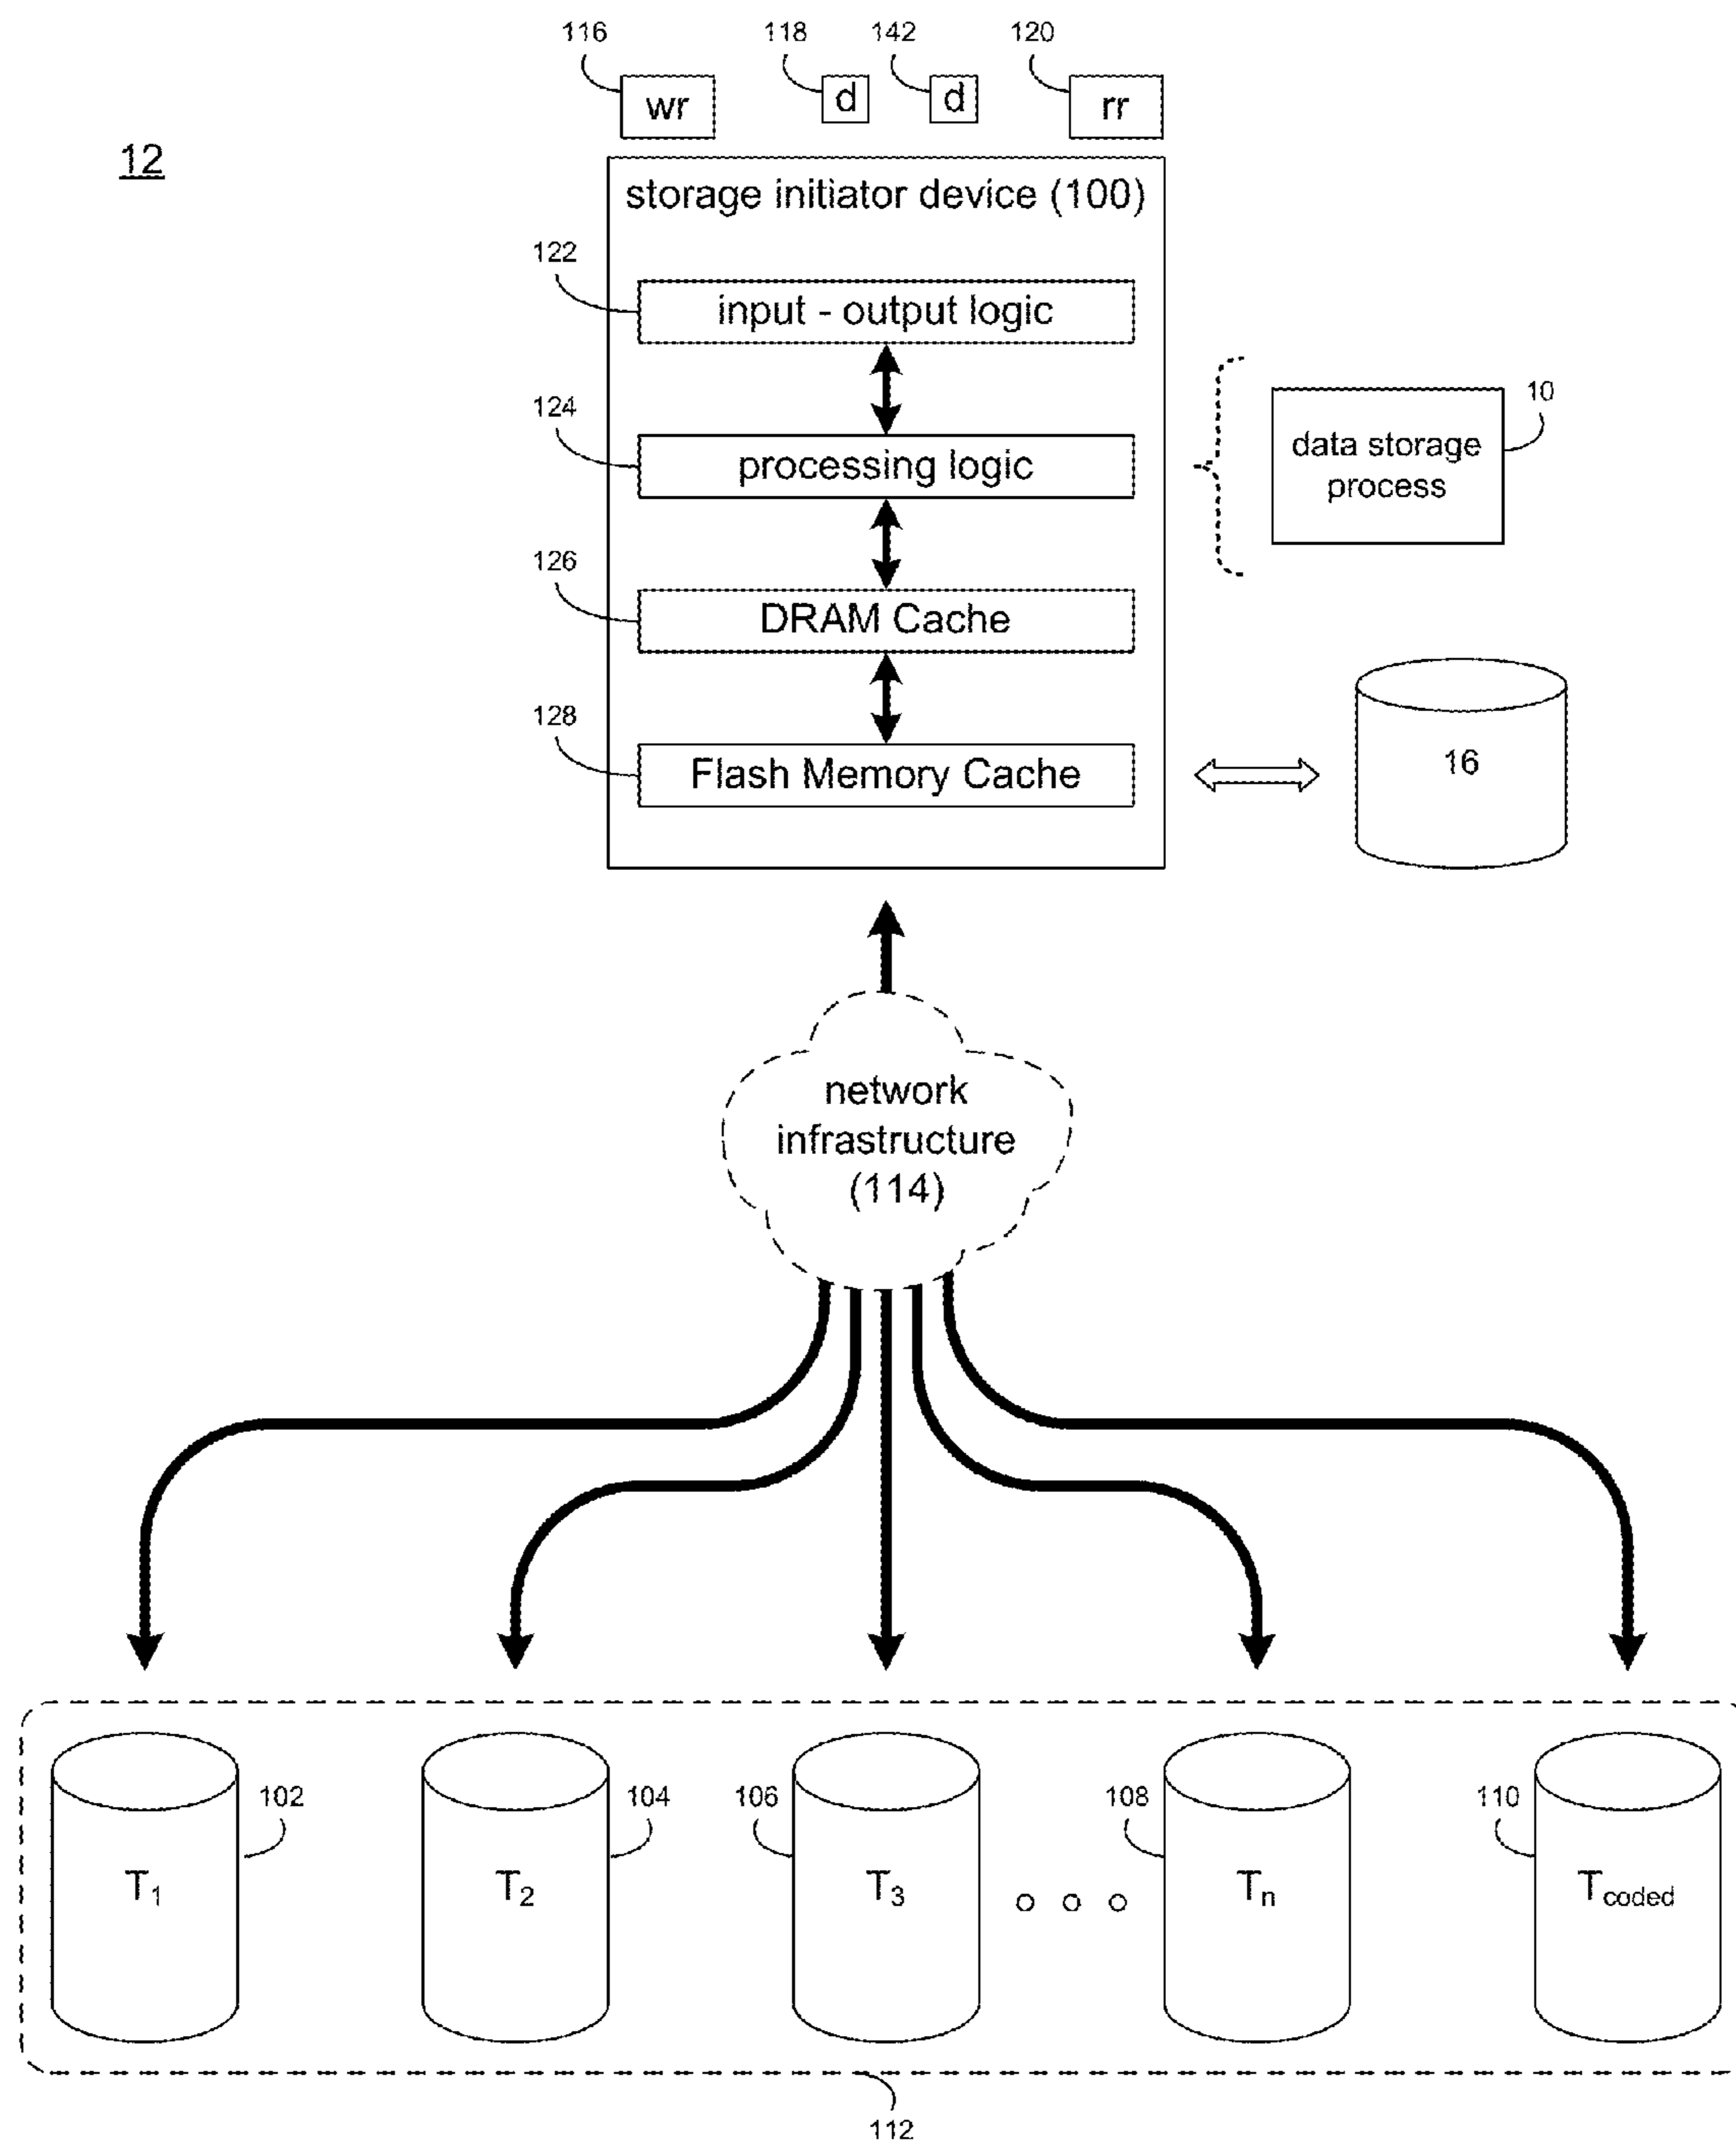 116
118
142
120
wr
d
d
rr
12
storage initiator device (100)
122
input - output logic
124
processing logic
10
data storage
process
126
DRAM Cache
128
Flash Memory Cache
16
network
infrastructure
(114)
102
104
106
108
110
T1
T2
T3
Tn
Tcoded
112